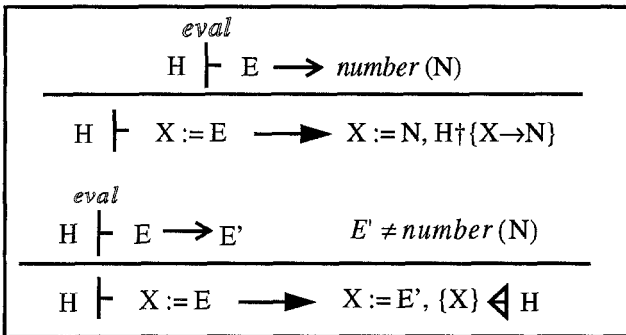 eval
H ⊢ E → number (N)
H ⊢ X := E → X := N, H†{X→N}
eval
H ⊢ E → E' E' ≠ number (N)
H ⊢ X := E → X := E', {X} ⩤ H